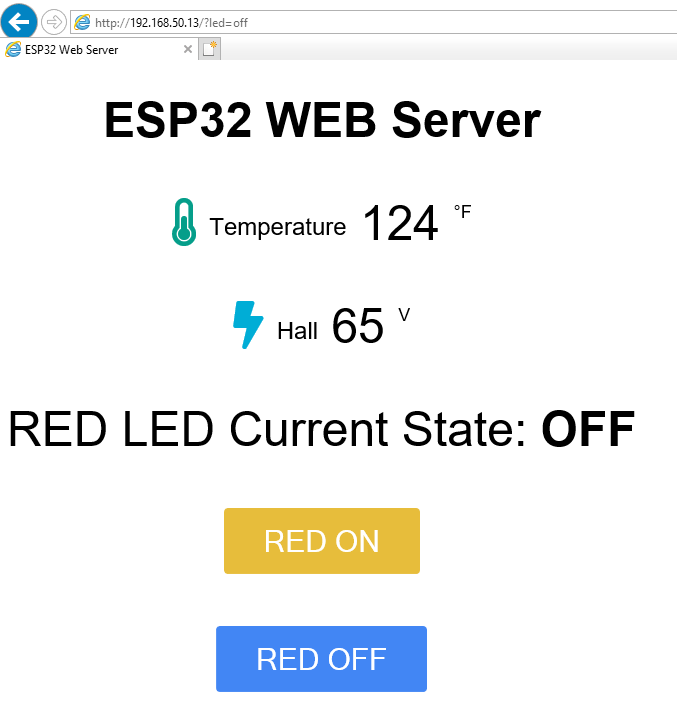 http://192.168.50.13/?led=off
ESP32 Web Server
ESP32 WEB Server
Temperature 124 °F
Hall 65 V
RED LED Current State: OFF
RED ON
RED OFF